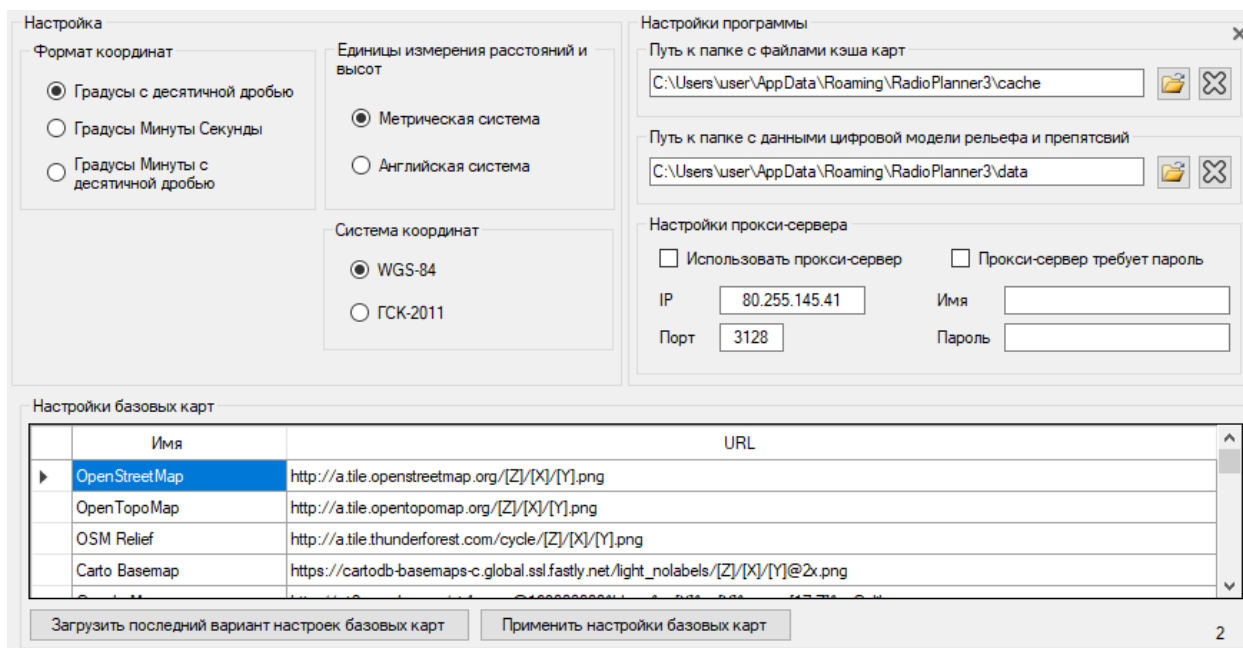 Настройка
Формат координат
Градусы с десятичной дробью
Градусы Минуты Секунды
Градусы Минуты с
десятичной дробью
Единицы измерения расстояний и
высот
Метрическая система
Английская система
Система координат
WGS-84
ГСК-2011
Настройки программы
Путь к папке с файлами кэша карт
C:\Users\user\AppData\Roaming\RadioPlanner3\cache
Путь к папке с данными цифровой модели рельефа и препятсвий
C:\Users\user\AppData\Roaming\RadioPlanner3\data
Настройки прокси-сервера
Использовать прокси-сервер Прокси-сервер требует пароль
IP 80.255.145.41 Имя
Порт 3128 Пароль
Настройки базовых карт
Имя URL
OpenStreetMap http://a.tile.openstreetmap.org/[Z]/[X]/[Y].png
OpenTopoMap http://a.tile.opentopomap.org/[Z]/[X]/[Y].png
OSM Relief http://a.tile.thunderforest.com/cycle/[Z]/[X]/[Y].png
Carto Basemap https://cartodb-basemaps-c.global.ssl.fastly.net/light_nolabels/[Z]/[X]/[Y]@2x.png
Загрузить последний вариант настроек базовых карт Применить настройки базовых карт
2